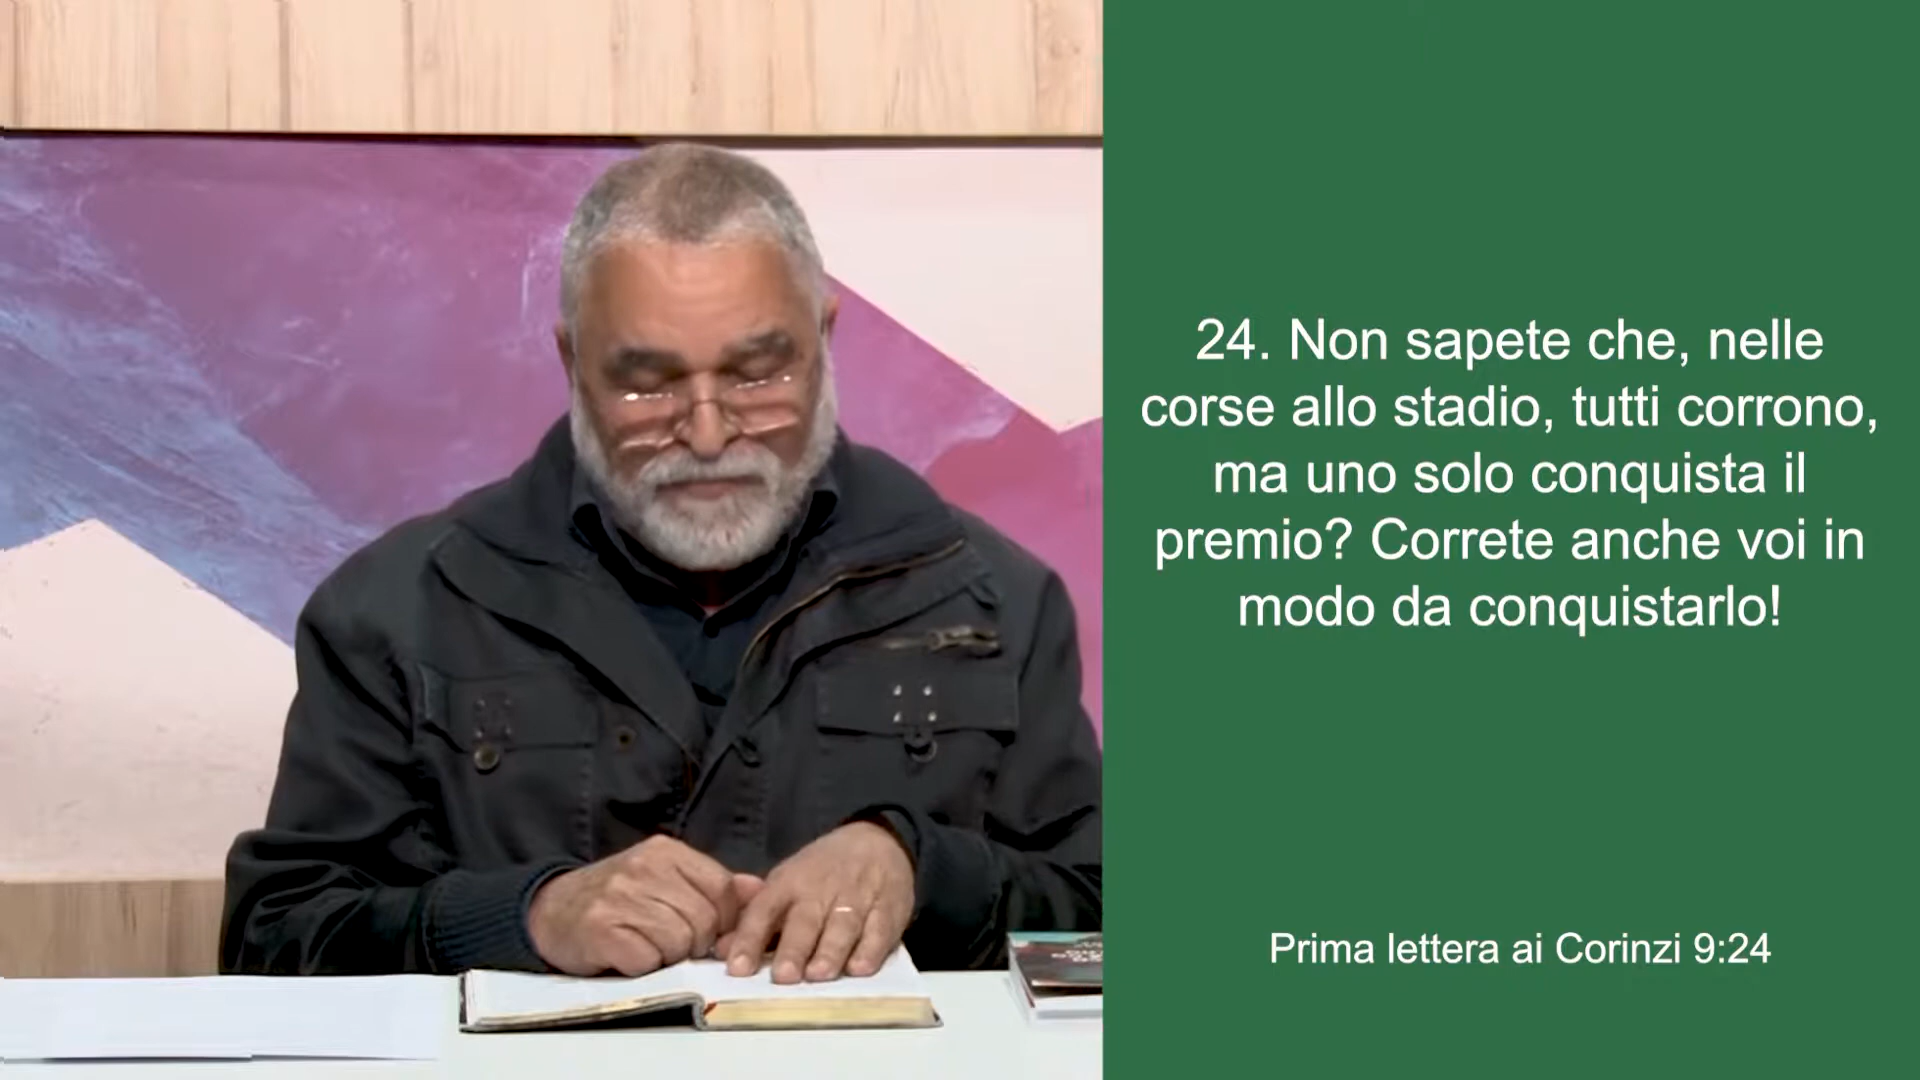 24. Non sapete che, nelle
corse allo stadio, tutti corrono,
ma uno solo conquista il
premio? Correte anche voi in
modo da conquistarlo!
Prima lettera ai Corinzi 9:24